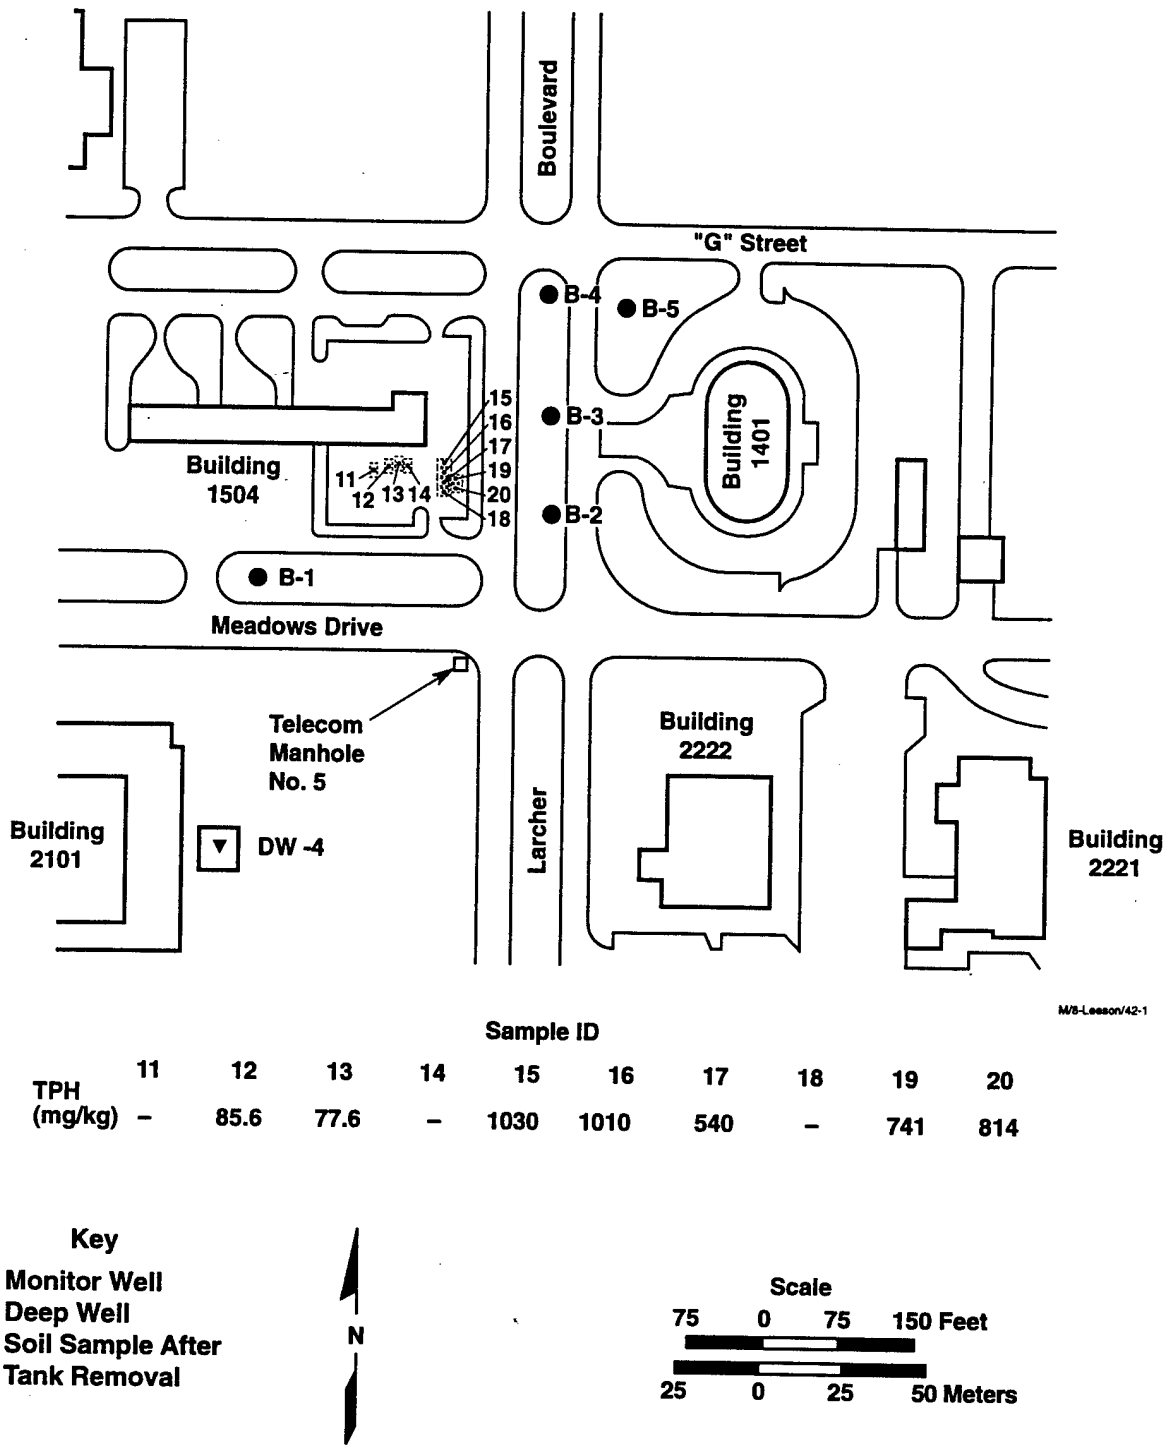 Boulevard
"G" Street
B-4
B-5
15
B-3
16
17
Building
1401
Building
1504
11
12
13
14
19
20
18
B-2
B-1
Meadows Drive
Telecom
Manhole
No. 5
Building
2222
Larcher
Building
2101
DW -4
Building
2221
M/8-Leeson/42-1
Sample ID
11 12 13 14 15 16 17 18 19 20
TPH
(mg/kg) – 85.6 77.6 – 1030 1010 540 – 741 814
Key
Monitor Well
Deep Well
Soil Sample After
Tank Removal
N
Scale
75 0 75 150 Feet
25 0 25 50 Meters